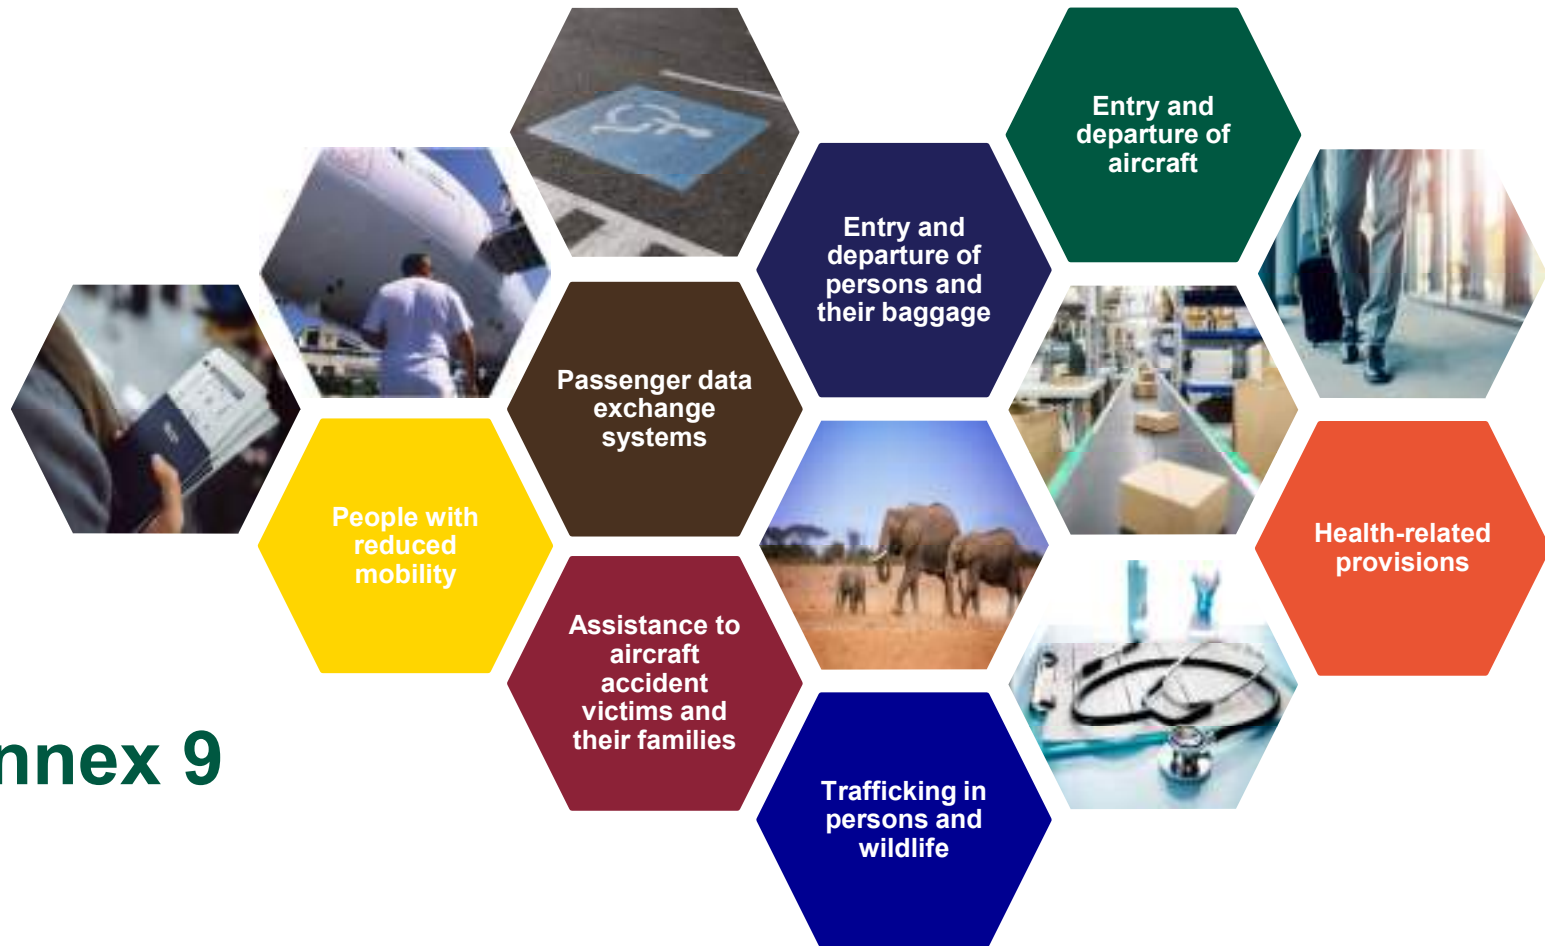 Entry and
departure of
aircraft
Entry and
departure of
persons and
their baggage
Passenger data
exchange
systems
People with
reduced
mobility
Health-related
provisions
Assistance to
aircraft
accident
victims and
their families
Trafficking in
persons and
wildlife
nnex 9